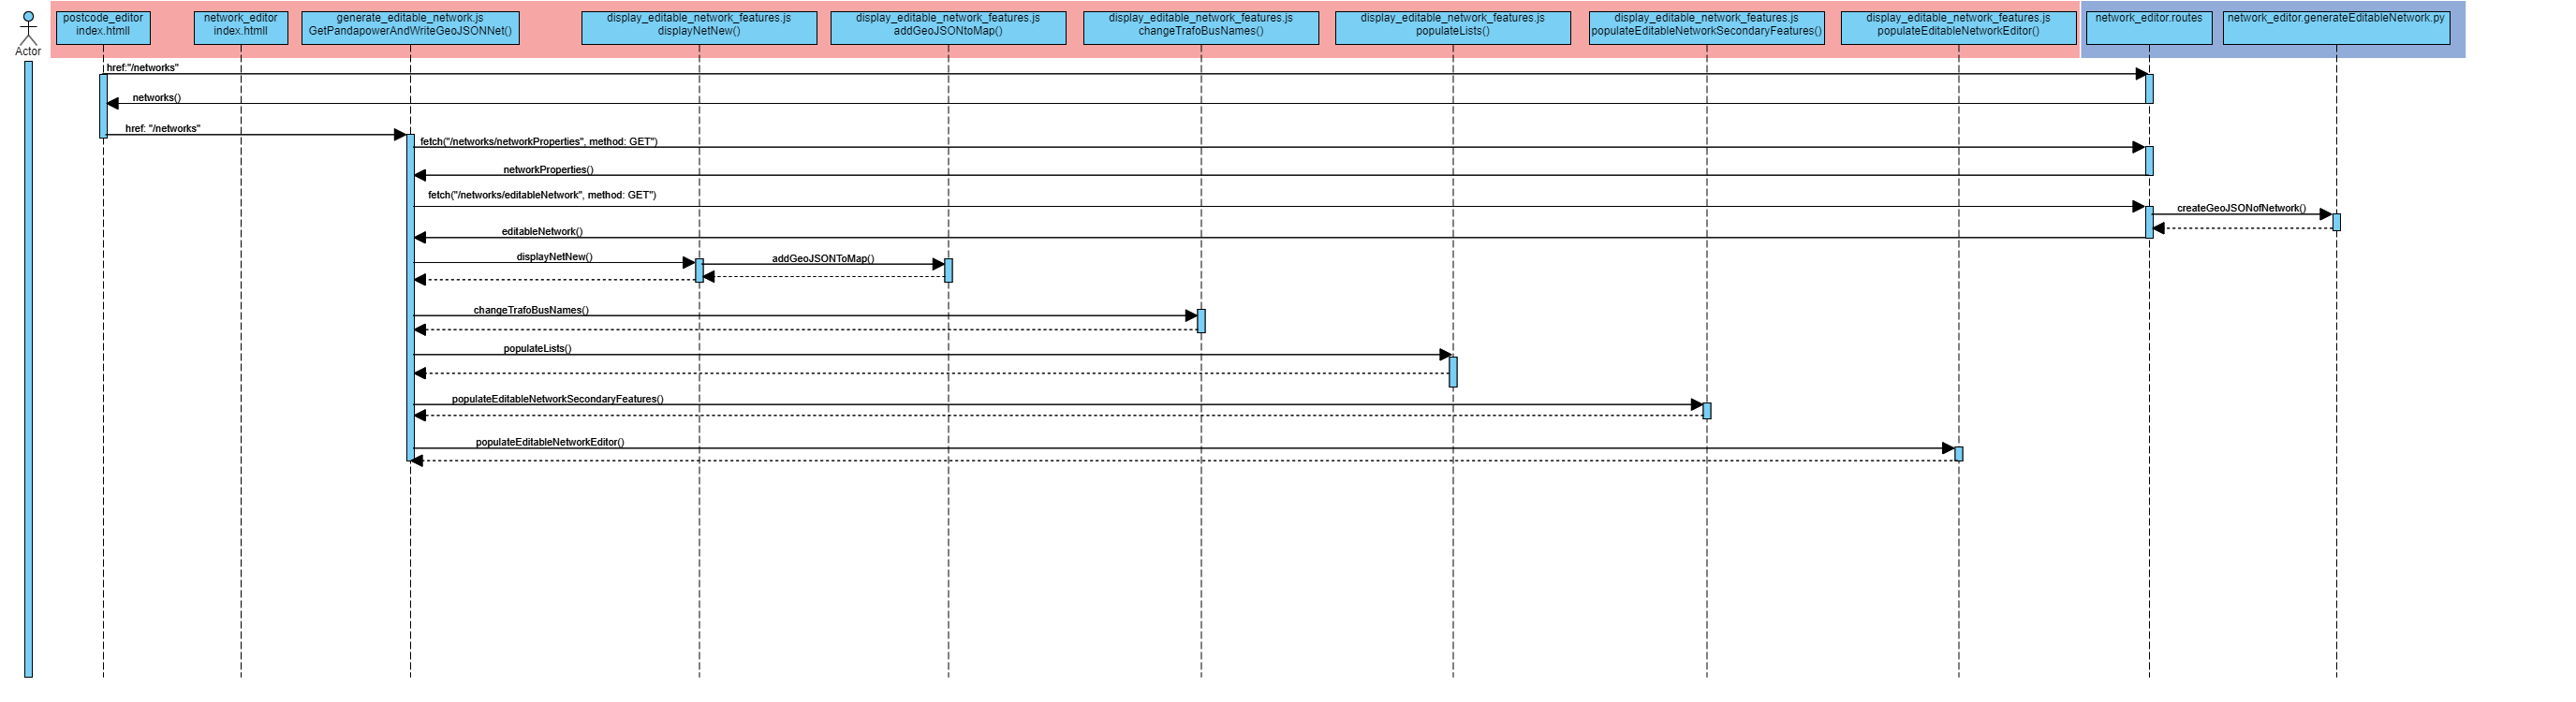 Actor
postcode_editor
index.htmll
network_editor
index.htmll
generate_editable_network.js
GetPandapowerAndWriteGeoJSONNet()
display_editable_network_features.js
displayNetNew()
display_editable_network_features.js
addGeoJSONtoMap()
display_editable_network_features.js
changeTrafoBusNames()
display_editable_network_features.js
populateLists()
display_editable_network_features.js
populateEditableNetworkSecondaryFeatures()
display_editable_network_features.js
populateEditableNetworkEditor()
network_editor.routes
network_editor.generateEditableNetwork.py
href:"/networks"
networks()
href: "/networks"
fetch("/networks/networkProperties", method: GET")
networkProperties()
fetch("/networks/editableNetwork", method: GET")
createGeoJSONofNetwork()
editableNetwork()
displayNetNew()
addGeoJSONToMap()
changeTrafoBusNames()
populateLists()
populateEditableNetworkSecondaryFeatures()
populateEditableNetworkEditor()